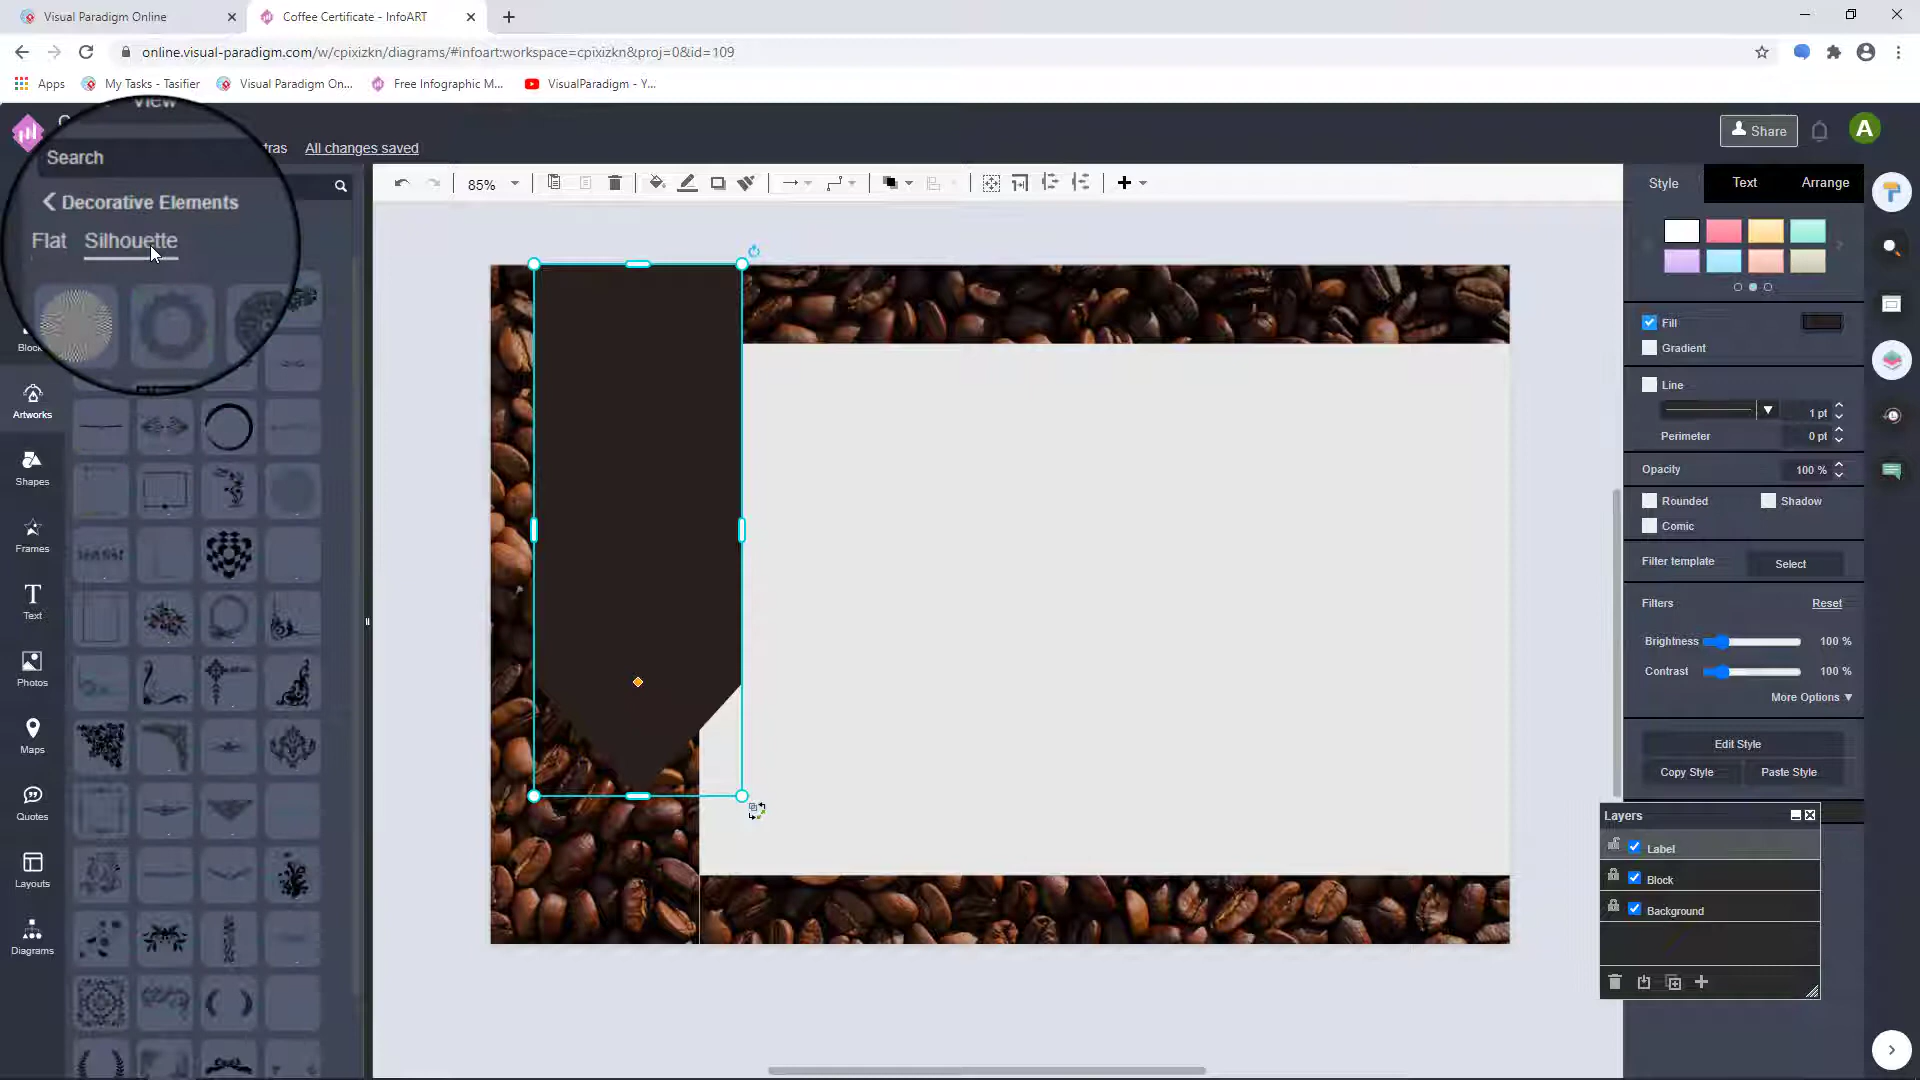 Visual Paradigm Online
Coffee Certificate - InfoART
online.visual-paradigm.com/w/cpixizkn/diagrams/#infoart:workspace=cpixizkn&proj=0&id=109
Apps
My Tasks - Tasifier
Visual Paradigm On...
Free Infographic M...
VisualParadigm - Y...
View
tras
All changes saved
Share
A
Search
Decorative Elements
Flat
Silhouette
85%
Style
Text
Arrange
Fill
Gradient
Line
1 pt
Perimeter
0 pt
Opacity
100 %
Rounded
Shadow
Comic
Filter template
Select
Filters
Reset
Brightness
100 %
Contrast
100 %
More Options
Edit Style
Copy Style
Paste Style
Layers
Label
Block
Background
Artworks
Shapes
Frames
Text
Photos
Maps
Quotes
Layouts
Diagrams